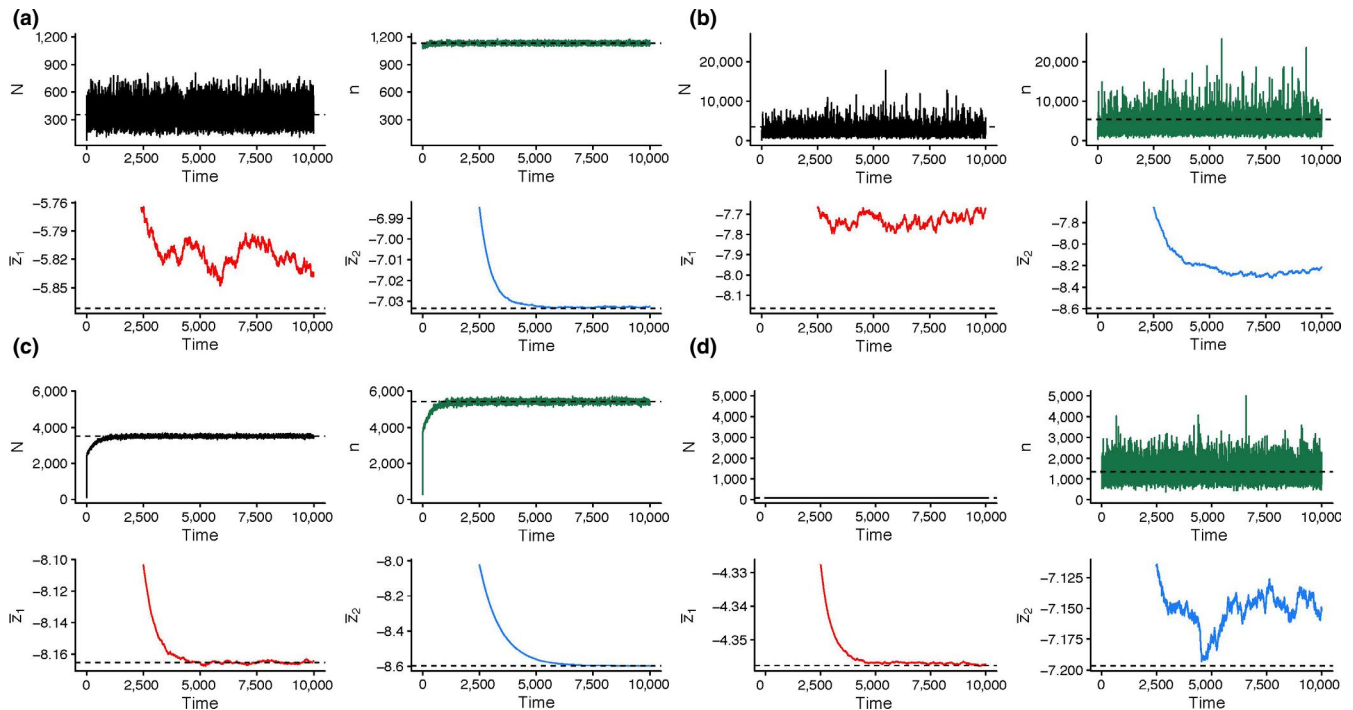 (a)
1,200
900
600
300
N
0 2,500 5,000 7,500 10,000
Time
1,200
900
600
300
n
0 2,500 5,000 7,500 10,000
Time
−5.76
−5.79
−5.82
−5.85
z̅1
0 2,500 5,000 7,500 10,000
Time
−6.99
−7.00
−7.01
−7.02
−7.03
z̅2
0 2,500 5,000 7,500 10,000
Time
(b)
20,000
10,000
0
N
0 2,500 5,000 7,500 10,000
Time
20,000
10,000
0
n
0 2,500 5,000 7,500 10,000
Time
−7.7
−7.8
−7.9
−8.0
−8.1
z̅1
0 2,500 5,000 7,500 10,000
Time
−7.8
−8.0
−8.2
−8.4
−8.6
z̅2
0 2,500 5,000 7,500 10,000
Time
(c)
6,000
4,000
2,000
0
N
0 2,500 5,000 7,500 10,000
Time
6,000
4,000
2,000
0
n
0 2,500 5,000 7,500 10,000
Time
−8.10
−8.12
−8.14
−8.16
z̅1
0 2,500 5,000 7,500 10,000
Time
−8.0
−8.2
−8.4
−8.6
z̅2
0 2,500 5,000 7,500 10,000
Time
(d)
5,000
4,000
3,000
2,000
1,000
0
N
0 2,500 5,000 7,500 10,000
Time
5,000
4,000
3,000
2,000
1,000
0
n
0 2,500 5,000 7,500 10,000
Time
−4.33
−4.34
−4.35
z̅1
0 2,500 5,000 7,500 10,000
Time
−7.125
−7.150
−7.175
−7.200
z̅2
0 2,500 5,000 7,500 10,000
Time